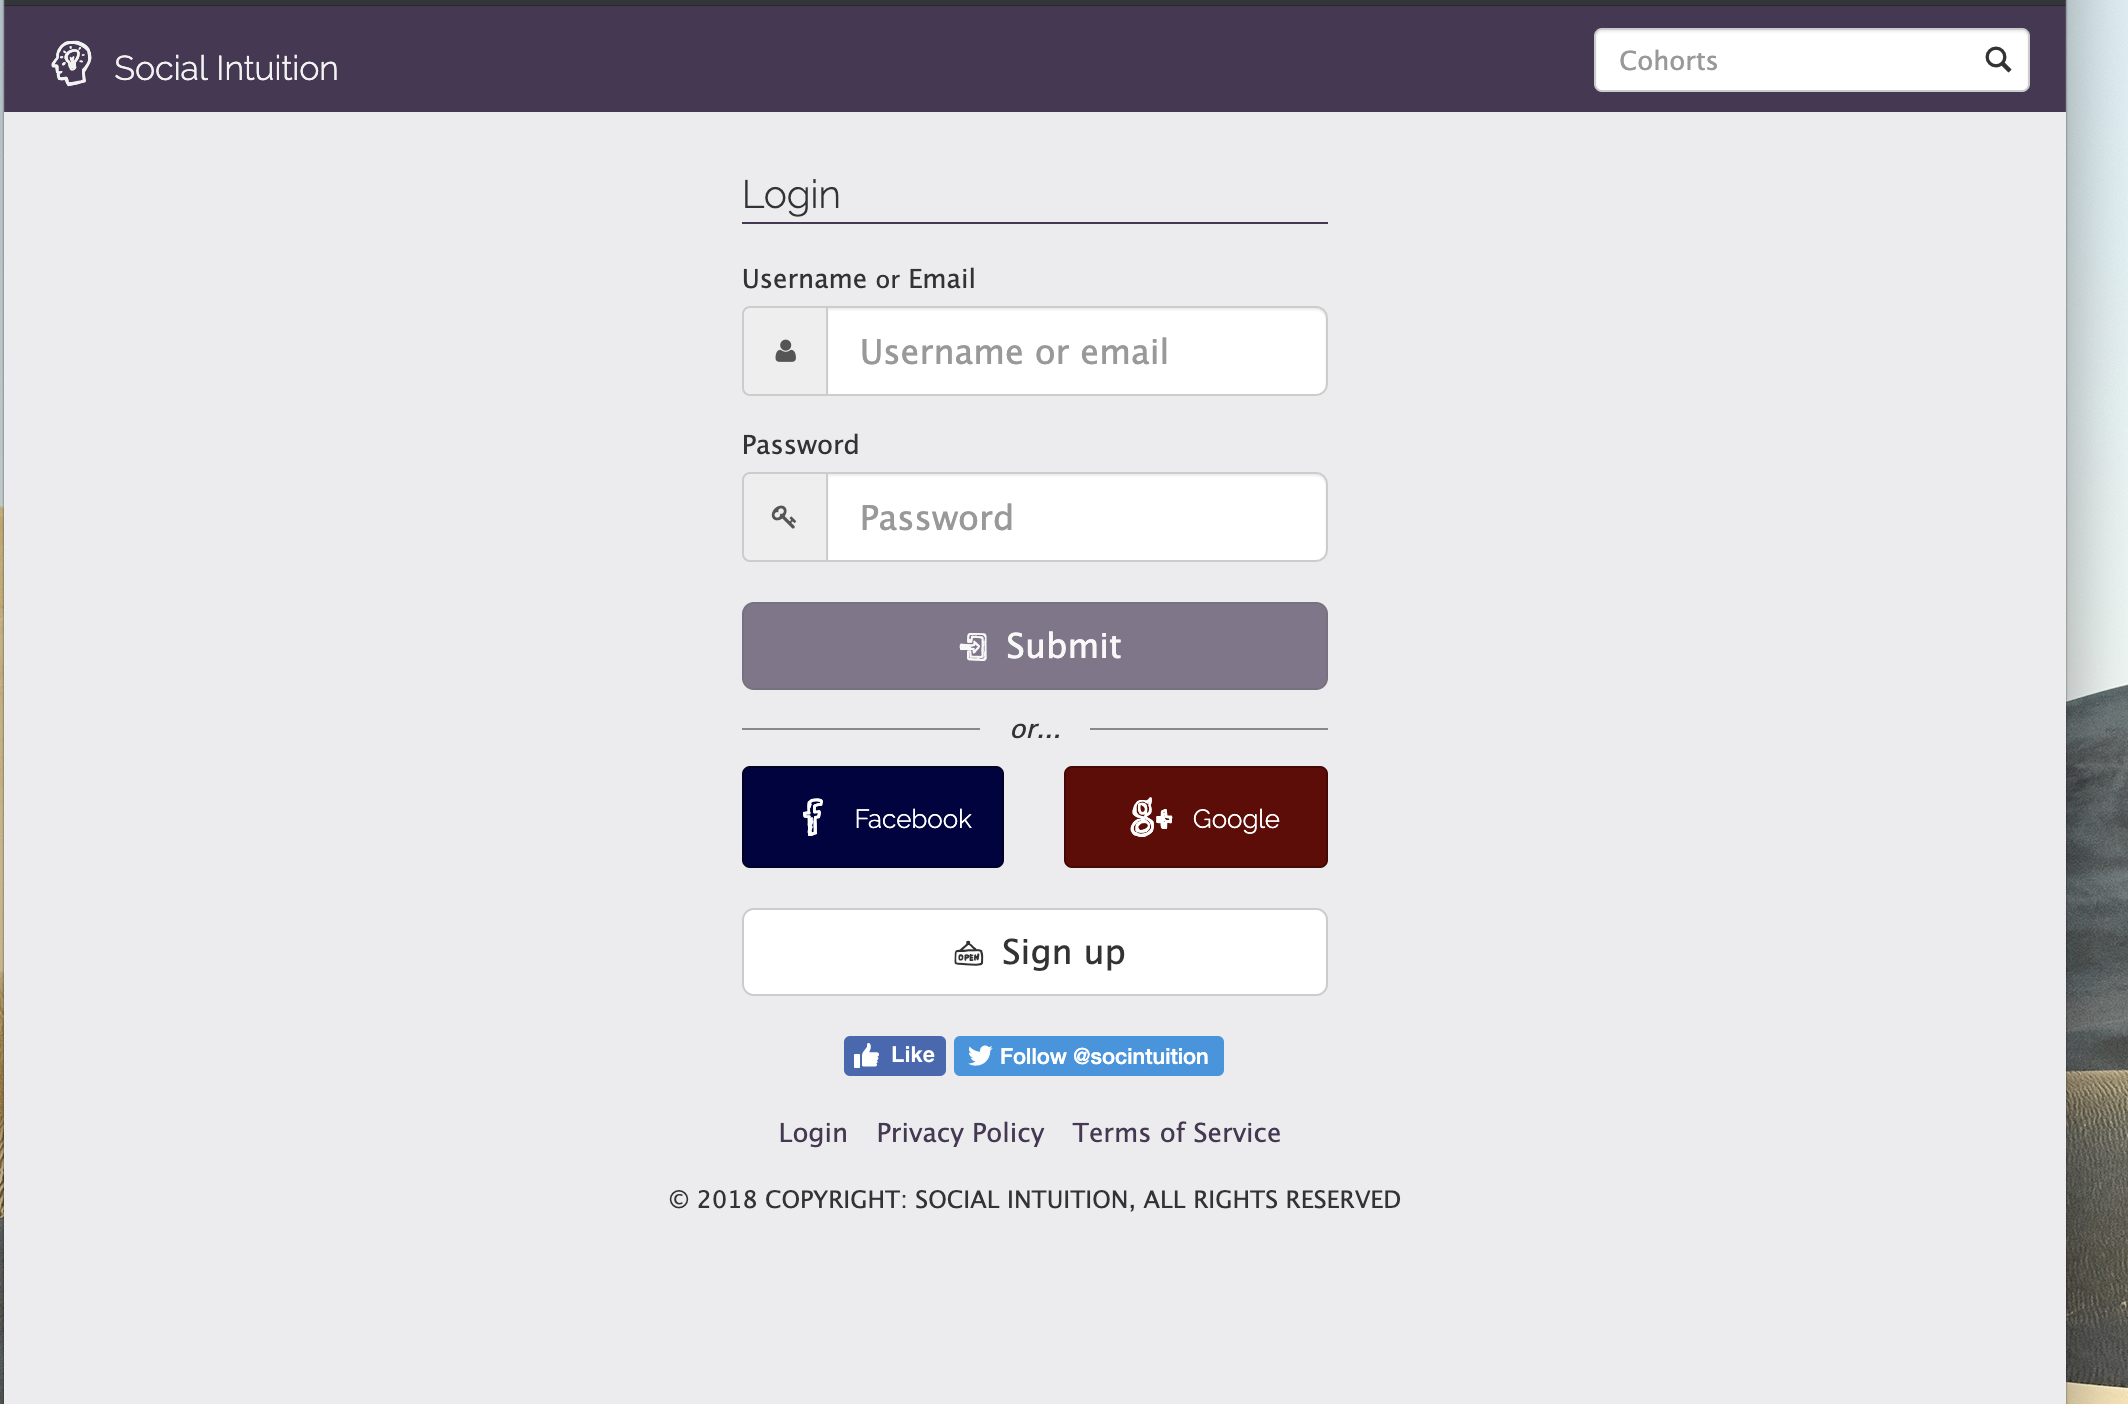 Social Intuition
Cohorts
Login
Username or Email
Username or email
Password
Password
Submit
or...
Facebook
g+ Google
OPEN Sign up
Like Follow @socintuition
Login Privacy Policy Terms of Service
© 2018 COPYRIGHT: SOCIAL INTUITION, ALL RIGHTS RESERVED